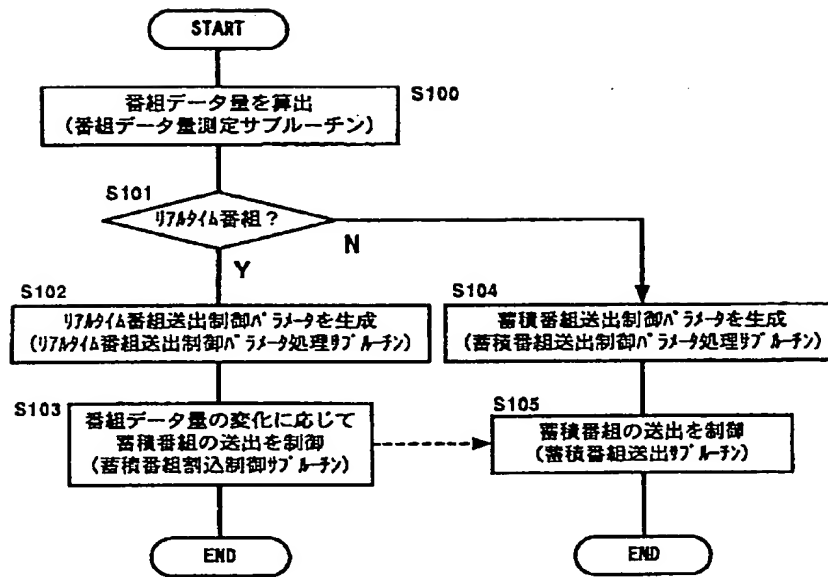 START
S100
番組データ量を算出
(番組データ量測定サブルーチン)
S101
リアルタイム番組？
N
Y
S102
リアルタイム番組送出制御パラメータを生成
(リアルタイム番組送出制御パラメータ処理サブルーチン)
S104
蓄積番組送出制御パラメータを生成
(蓄積番組送出制御パラメータ処理サブルーチン)
S103
番組データ量の変化に応じて
蓄積番組の送出を制御
(蓄積番組割込制御サブルーチン)
S105
蓄積番組の送出を制御
(蓄積番組送出サブルーチン)
END
END